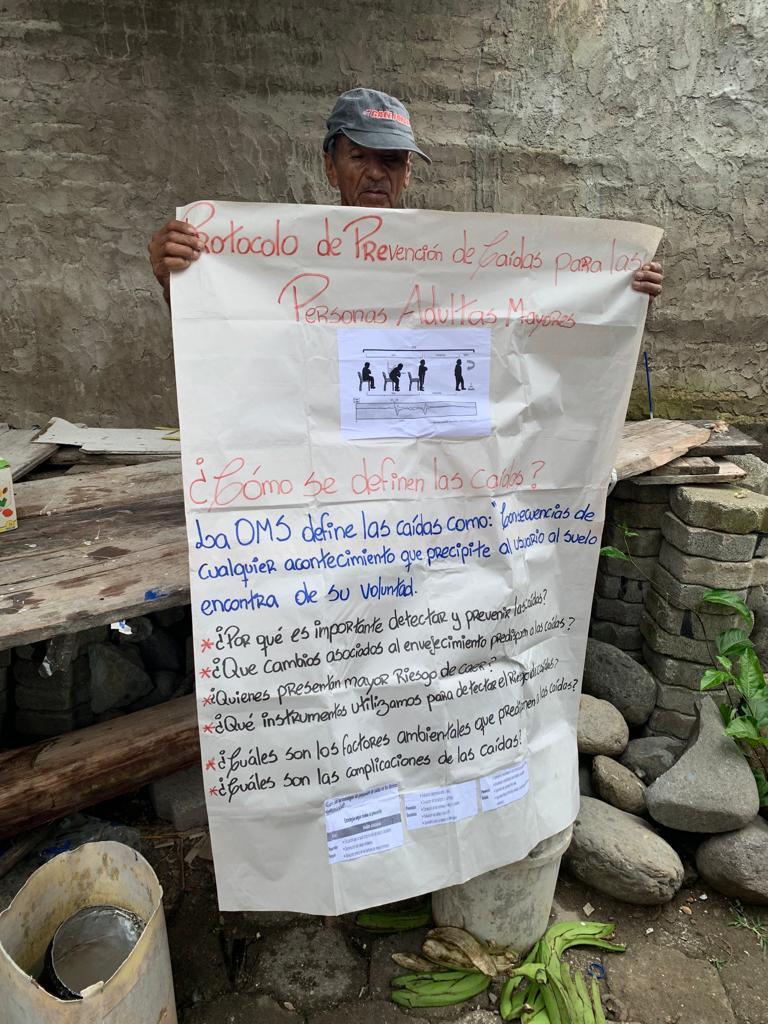 Protocolo de Prevención de Caídas para las
Personas Adultas Mayores
¿Cómo se definen las caídas?
La OMS define las caídas como: "Consecuencias de
cualquier acontecimiento que precipite al usuario al suelo
encontra de su voluntad.
*¿Por qué es importante detectar y prevenir las caídas?
*¿Que cambios asociados al envejecimiento predisponen a las caídas?
¿Quienes presentan mayor Riesgo de caer?
*¿Qué instrumentos utilizamos para detectar el Riesgo de caídas?
*¿Cuáles son los factores ambientales que predisponen a las caídas?
*¿Cuáles son las complicaciones de las caídas?